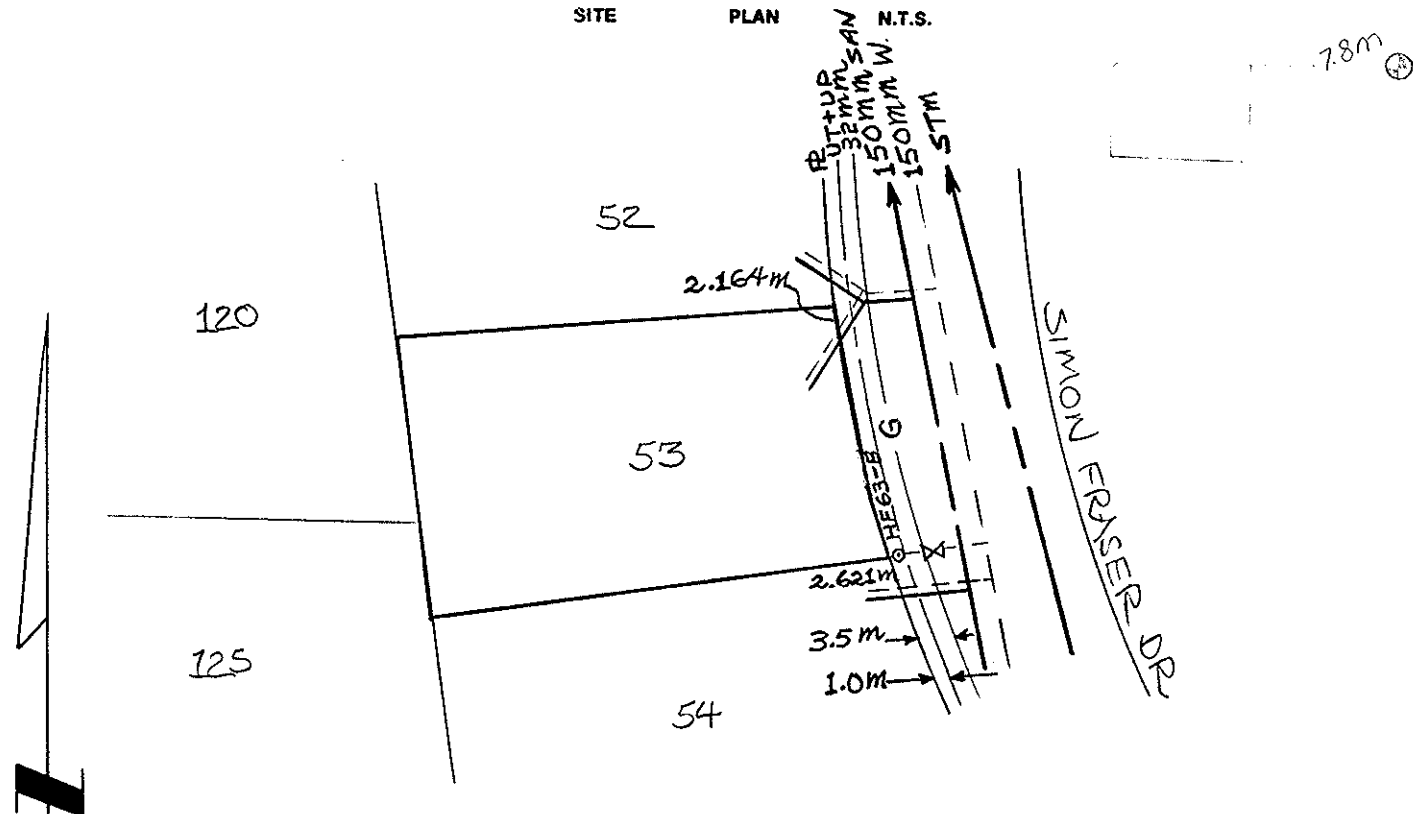 SITE PLAN N.T.S.
7.8m
PL
UT+UP
32mm
150mm SAN
150mm W.
STM
52
2.164m
120
SIMON FRASER DR
53
G
HE63-B
2.621m
3.5m
1.0m
125
54